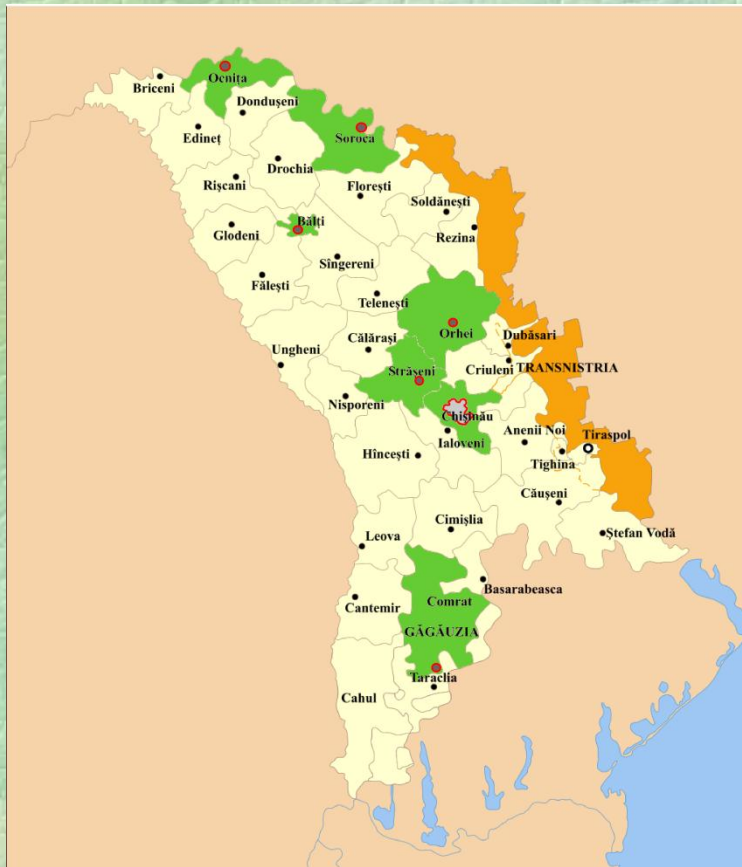 Ocnița
Briceni
Dondușeni
Edineț
Soroca
Drochia
Rișcani
Florești
Soldănești
Glodeni
Bălți
Rezina
Sîngereni
Fălești
Telenești
Orhei
Dubăsari
Călărași
Ungheni
Criuleni
TRANSNISTRIA
Strășeni
Nisporeni
Chișinău
Anenii Noi
Tiraspol
Ialoveni
Hîncești
Tighina
Căușeni
Cimișlia
Leova
Ștefan Vodă
Basarabeasca
Cantemir
Comrat
GĂGĂUZIA
Taraclia
Cahul